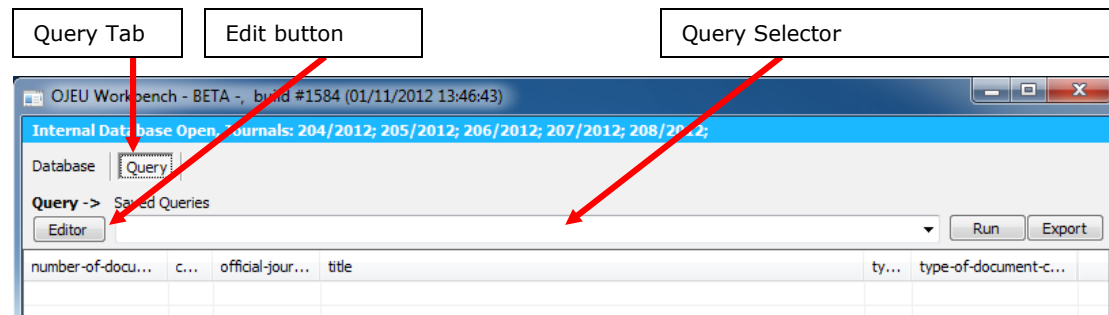 Query Tab Edit button Query Selector
OJEU Workbench - BETA -, build #1584 (01/11/2012 13:46:43)
Internal Database Open, Journals: 204/2012; 205/2012; 206/2012; 207/2012; 208/2012;
Database Query
Query -> Saved Queries
Editor Run Export
number-of-docu... c... official-jour... title ty... type-of-document-c...